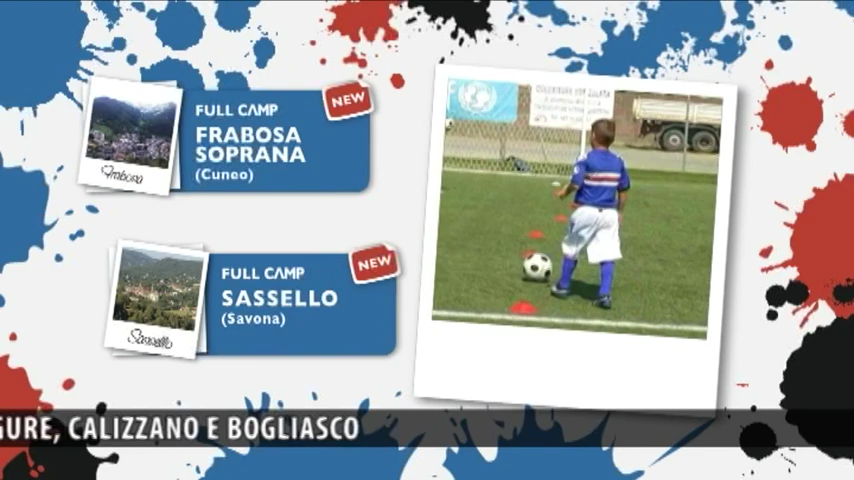 NEW
FULL CAMP
FRABOSA
SOPRANA
(Cuneo)
Frabosa
NEW
FULL CAMP
SASSELLO
(Savona)
Sassello
GURE, CALIZZANO E BOGLIASCO